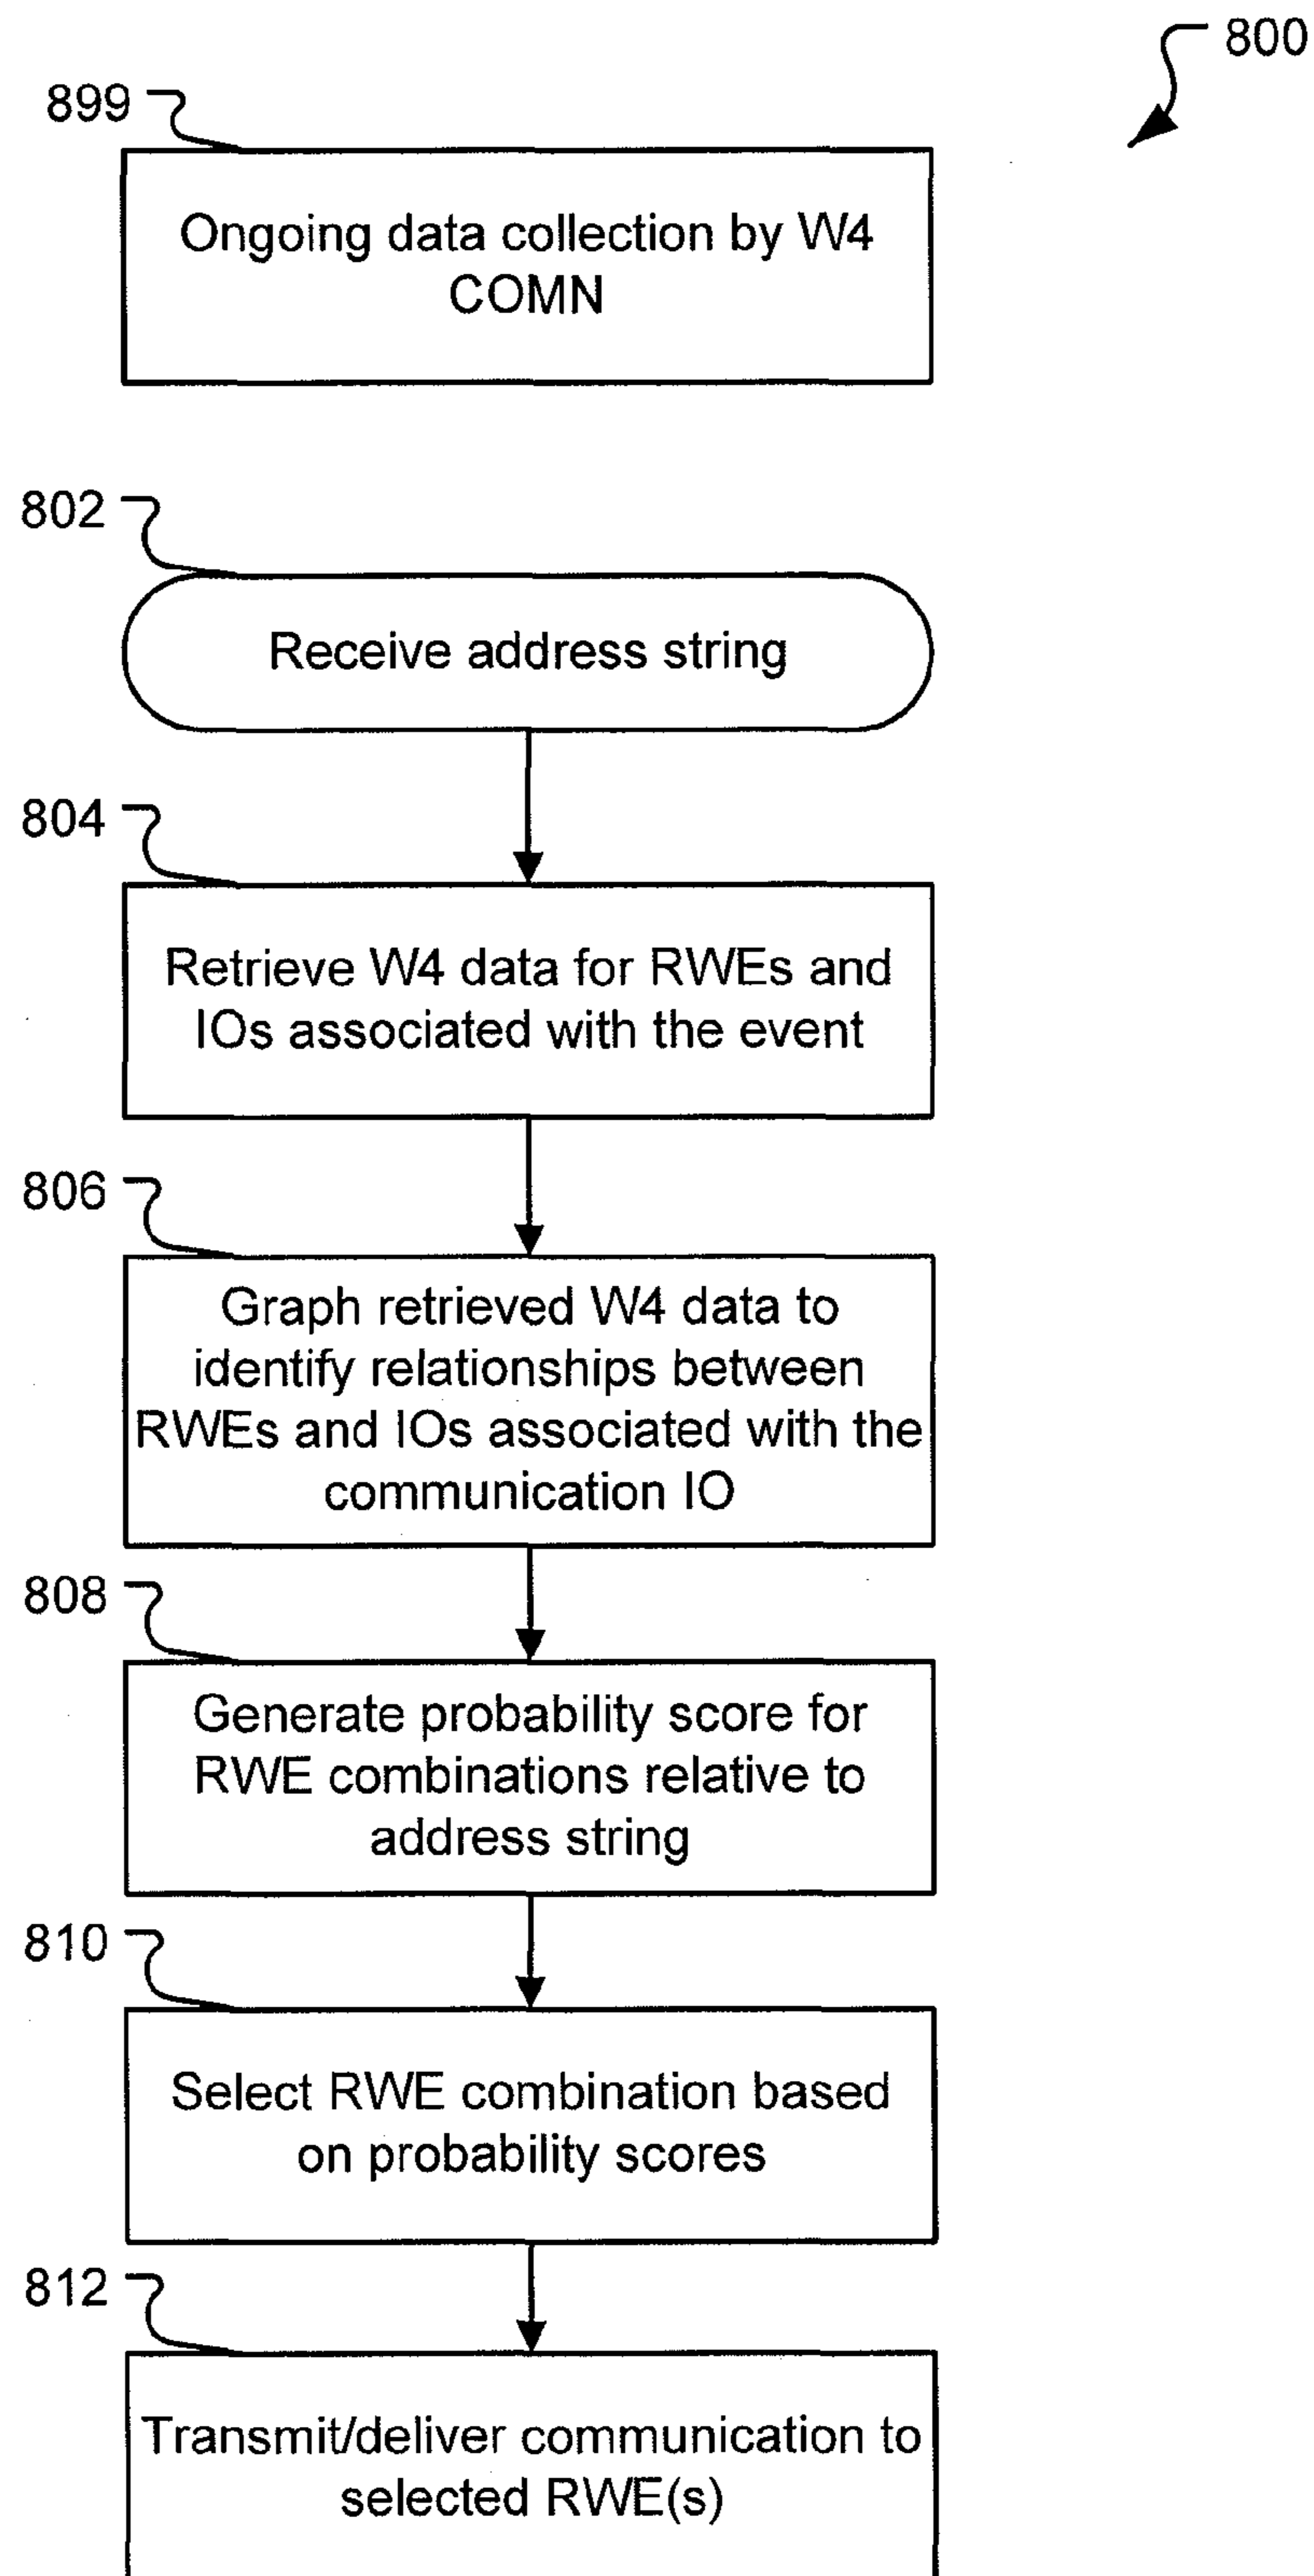 800
899
Ongoing data collection by W4
COMN
802
Receive address string
804
Retrieve W4 data for RWEs and
IOs associated with the event
806
Graph retrieved W4 data to
identify relationships between
RWEs and IOs associated with the
communication IO
808
Generate probability score for
RWE combinations relative to
address string
810
Select RWE combination based
on probability scores
812
Transmit/deliver communication to
selected RWE(s)